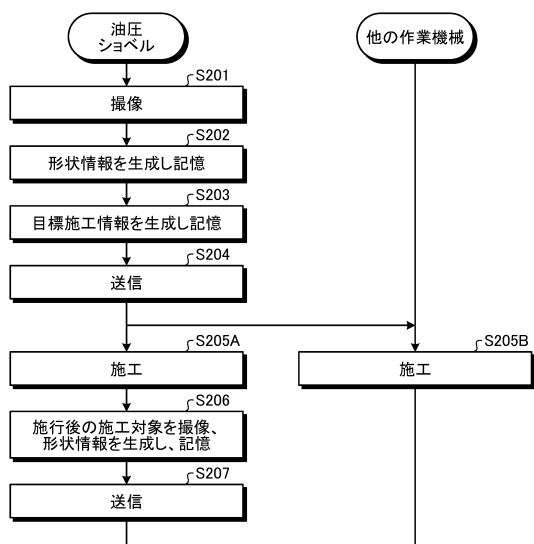 油圧
ショベル
他の作業機械
S201
撮像
S202
形状情報を生成し記憶
S203
目標施工情報を生成し記憶
S204
送信
S205A
施工
S205B
施工
S206
施行後の施工対象を撮像、
形状情報を生成し、記憶
S207
送信